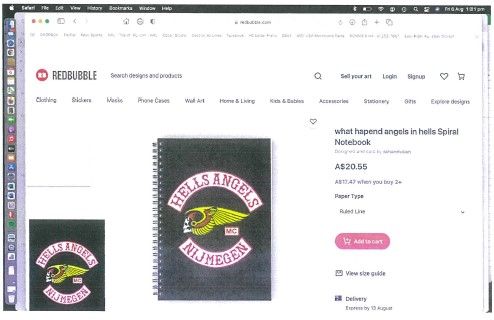 Safari File Edit View History Bookmarks Window Help
Fri 6 Aug 1:21 pm
redbubble.com
REDBUBBLE
Search designs and products
Sell your art Login Signup
Clothing Stickers Masks Phone Cases Wall Art Home & Living Kids & Babies Accessories Stationery Gifts Explore designs
what happend angels in hells Spiral
Notebook
Designed and sold by
A$20.55
A$17.47 when you buy 2+
Paper Type
Ruled Line
Add to cart
View size guide
Delivery
Express by 13 August
HELLS ANGELS
MC
NIJMEGEN
HELLS ANGELS
MC
NIJMEGEN